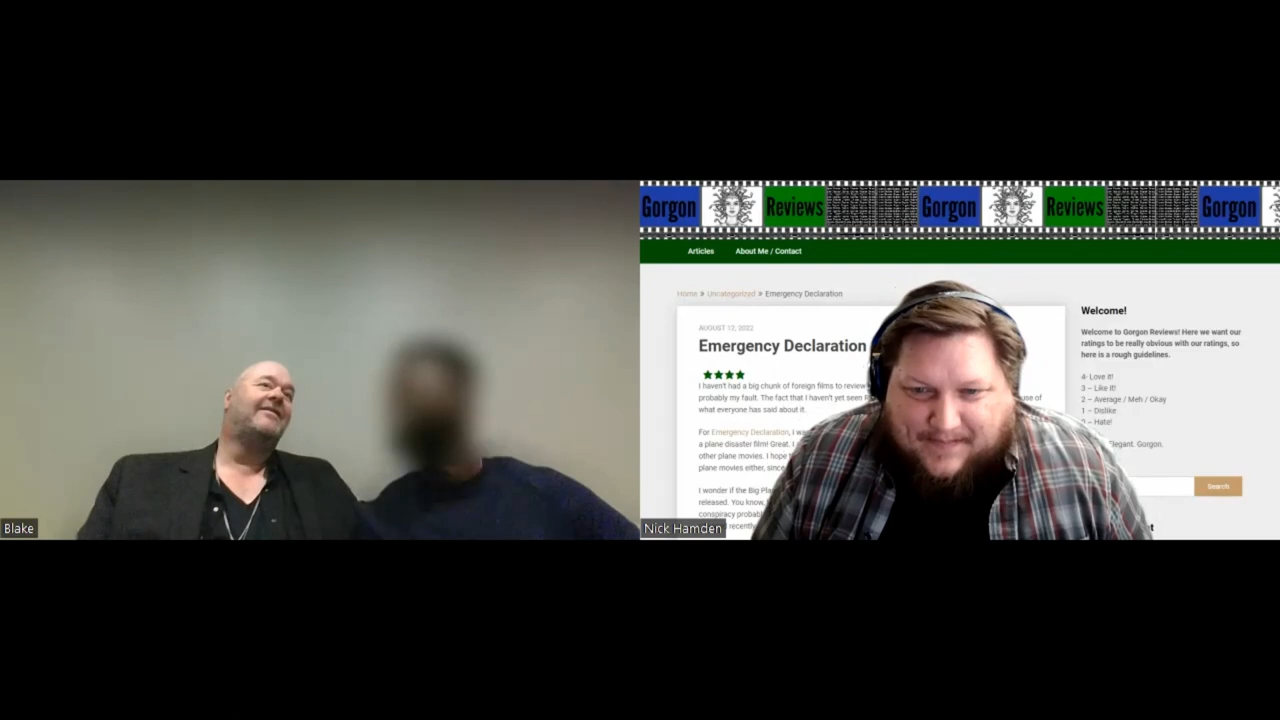 Gorgon Reviews Gorgon Reviews Gorgon
Articles About Me / Contact
Home » Uncategorized » Emergency Declaration
AUGUST 12, 2022
Emergency Declaration
I haven't had a big chunk of foreign films to review
probably my fault. The fact that I haven't yet seen use of
what everyone has said about it.
For Emergency Declaration, I
a plane disaster film! Great.
other plane movies. I hope
plane movies either, since
I wonder if the Big
released. You know,
conspiracy
recently
Welcome!
Welcome to Gorgon Reviews! Here we want our
ratings to be really obvious with our ratings, so
here is a rough guidelines.
4- Love it!
3 – Like it!
2 – Average / Meh / Okay
1 – Dislike
– Hate!
Elegant. Gorgon.
Search
Blake
Nick Hamden